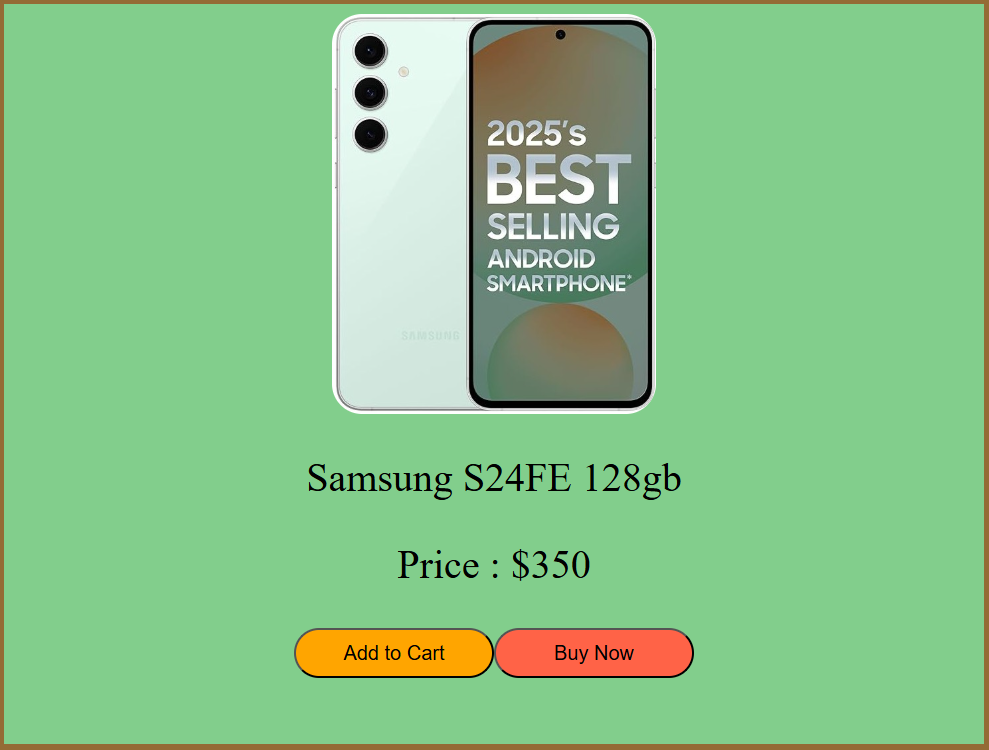 2025's
BEST
SELLING
ANDROID
SMARTPHONE*
SAMSUNG
Samsung S24FE 128gb
Price : $350
Add to Cart
Buy Now